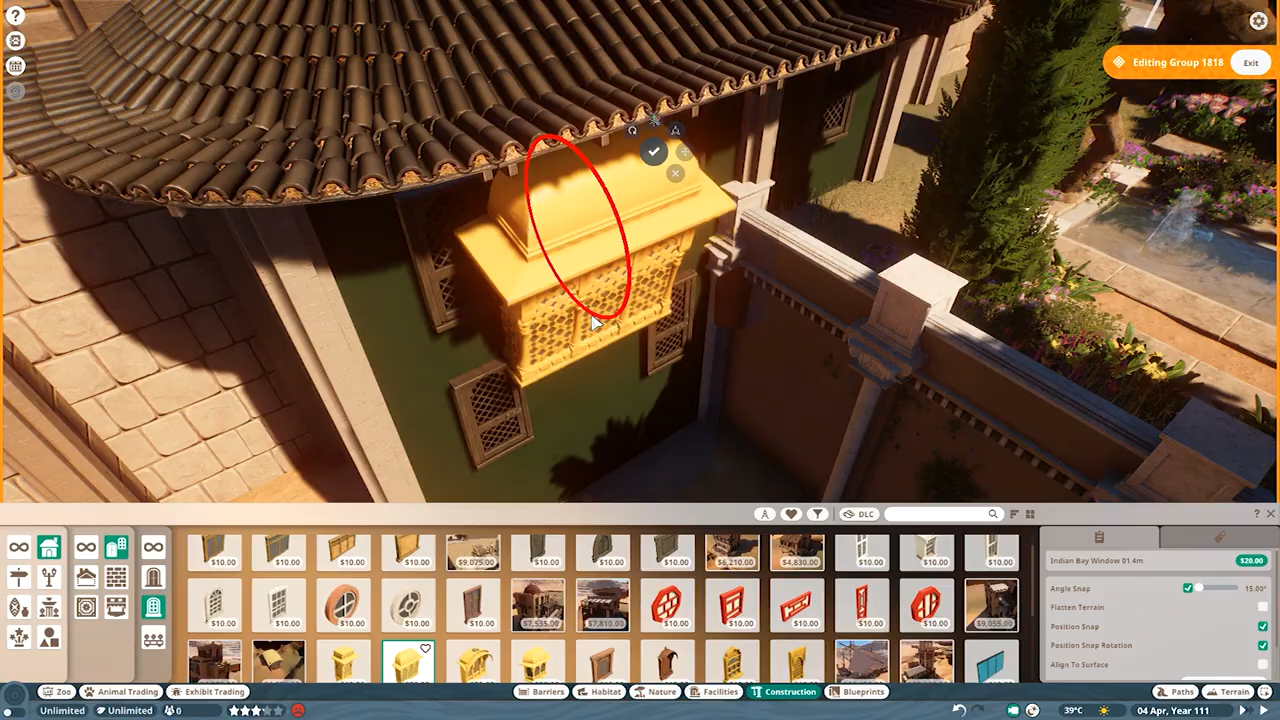 ?
Editing Group 1818
Exit
DLC
?
$10.00 $10.00 $10.00 $10.00 $9,075.00 $10.00 $10.00 $10.00 $6,210.00 $4,830.00 $10.00 $10.00 $10.00
$10.00 $10.00 $10.00 $10.00 $10.00 $7,535.00 $7,810.00 $10.00 $10.00 $10.00 $10.00 $10.00 $9,055.00
Indian Bay Window 01 4m $20.00
Angle Snap 15.00°
Flatten Terrain
Position Snap
Position Snap Rotation
Align To Surface
Zoo Animal Trading Exhibit Trading Barriers Habitat Nature Facilities Construction Blueprints Paths Terrain
Unlimited Unlimited 0 39°C 04 Apr, Year 111